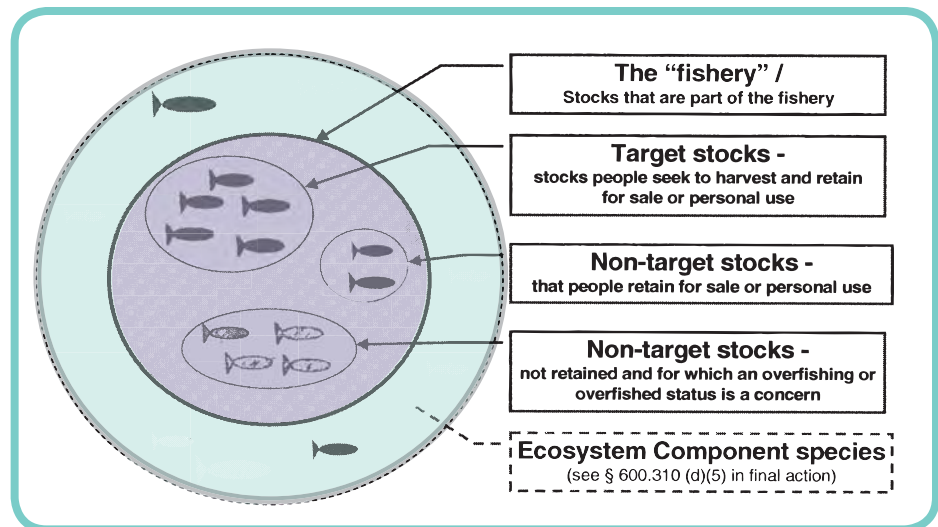 The “fishery” /
Stocks that are part of the fishery
Target stocks -
stocks people seek to harvest and retain
for sale or personal use
Non-target stocks -
that people retain for sale or personal use
Non-target stocks -
not retained and for which an overfishing or
overfished status is a concern
Ecosystem Component species
(see § 600.310 (d)(5) in final action)